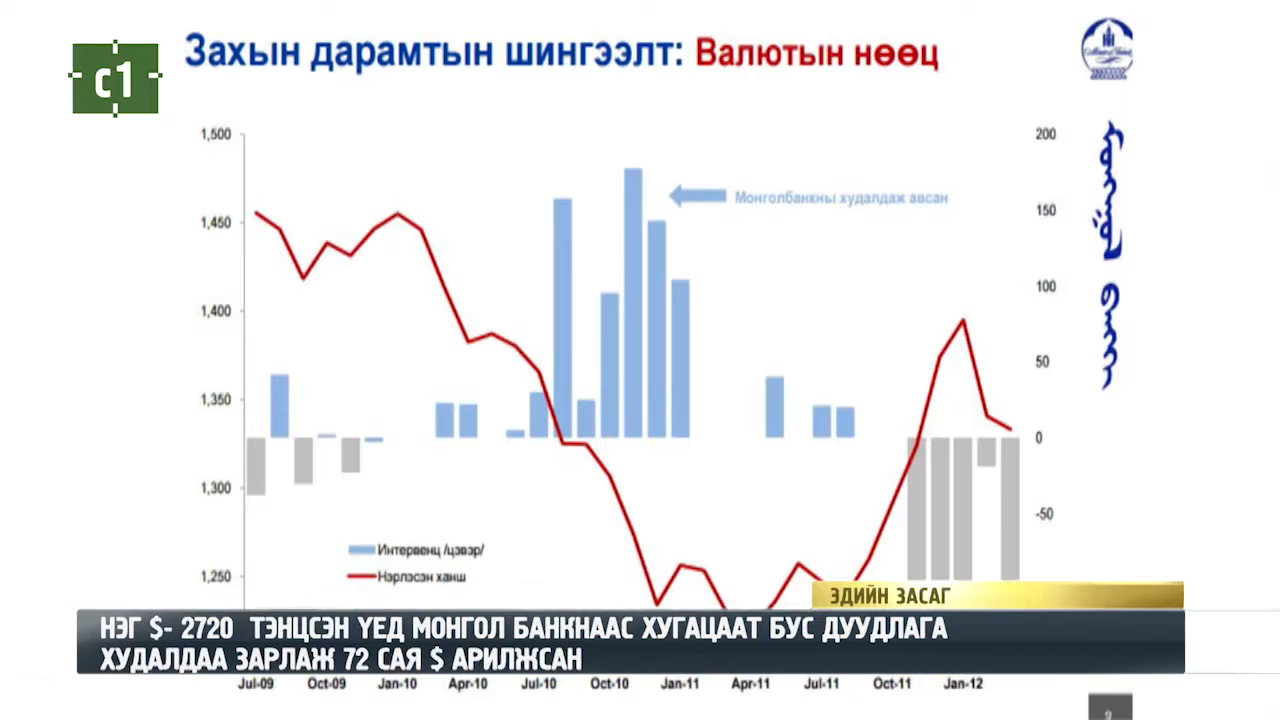 Захын дарамтын шингээлт: Валютын нөөц
с1
1,500
1,450
1,400
1,350
1,300
1,250
200
150
100
50
0
-50
Монголбанкны худалдаж авсан
Интервенц /цэвэр/
Нэрлэсэн ханш
ЭДИЙН ЗАСАГ
НЭГ $- 2720 ТЭНЦСЭН ҮЕД МОНГОЛ БАНКНААС ХУГАЦААТ БУС ДУУДЛАГА
ХУДАЛДАА ЗАРЛАЖ 72 САЯ $ АРИЛЖСАН
Jul-09 Oct-09 Jan-10 Apr-10 Jul-10 Oct-10 Jan-11 Apr-11 Jul-11 Oct-11 Jan-12